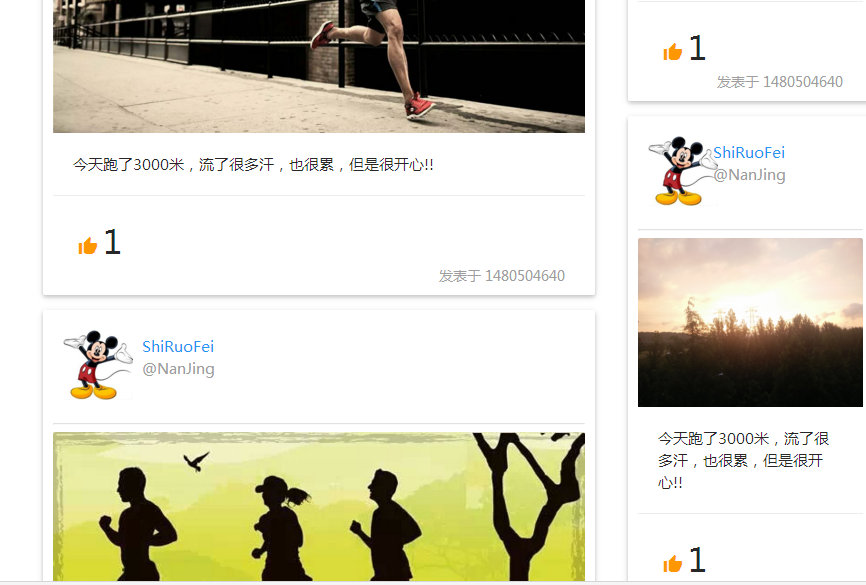 今天跑了3000米，流了很多汗，也很累，但是很开心!!
1
发表于 1480504640
ShiRuoFei
@NanJing
1
发表于 1480504640
ShiRuoFei
@NanJing
今天跑了3000米，流了很
多汗，也很累，但是很开
心!!
1